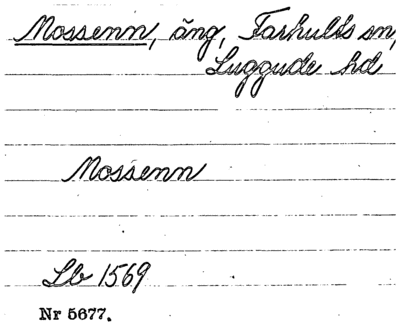 Mossenn, äng, Farhults sn,
Luggude hd
Mossenn
Lb 1569
Nr 5677.